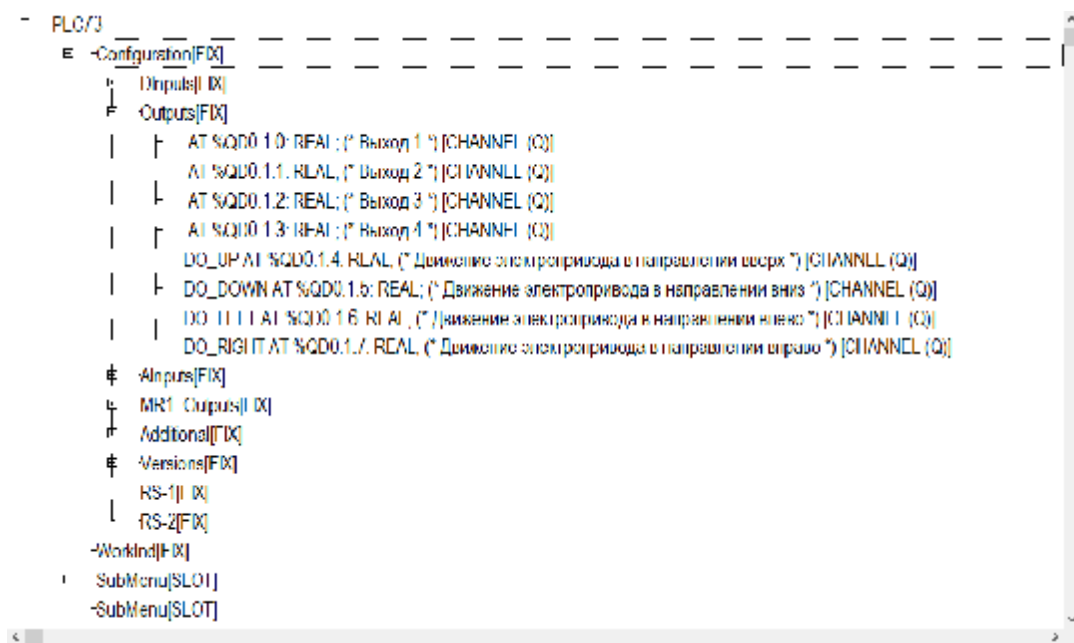 PLC73
Configuration[FIX]
DInputs[FIX]
Outputs[FIX]
AT %QD0.1.0: REAL; (* Выход 1 *) [CHANNEL (Q)]
AT %QD0.1.1: REAL; (* Выход 2 *) [CHANNEL (Q)]
AT %QD0.1.2: REAL; (* Выход 3 *) [CHANNEL (Q)]
AT %QD0.1.3: REAL; (* Выход 4 *) [CHANNEL (Q)]
DO_UP AT %QD0.1.4: REAL; (* Движение электропривода в направлении вверх *) [CHANNEL (Q)]
DO_DOWN AT %QD0.1.5: REAL; (* Движение электропривода в направлении вниз *) [CHANNEL (Q)]
DO_LEFT AT %QD0.1.6: REAL; (* Движение электропривода в направлении влево *) [CHANNEL (Q)]
DO_RIGHT AT %QD0.1.7: REAL; (* Движение электропривода в направлении вправо *) [CHANNEL (Q)]
AInputs[FIX]
MR1_Outputs[FIX]
Additional[FIX]
Versions[FIX]
RS-1[FIX]
RS-2[FIX]
WorkInd[FIX]
SubMenu[SLOT]
SubMenu[SLOT]